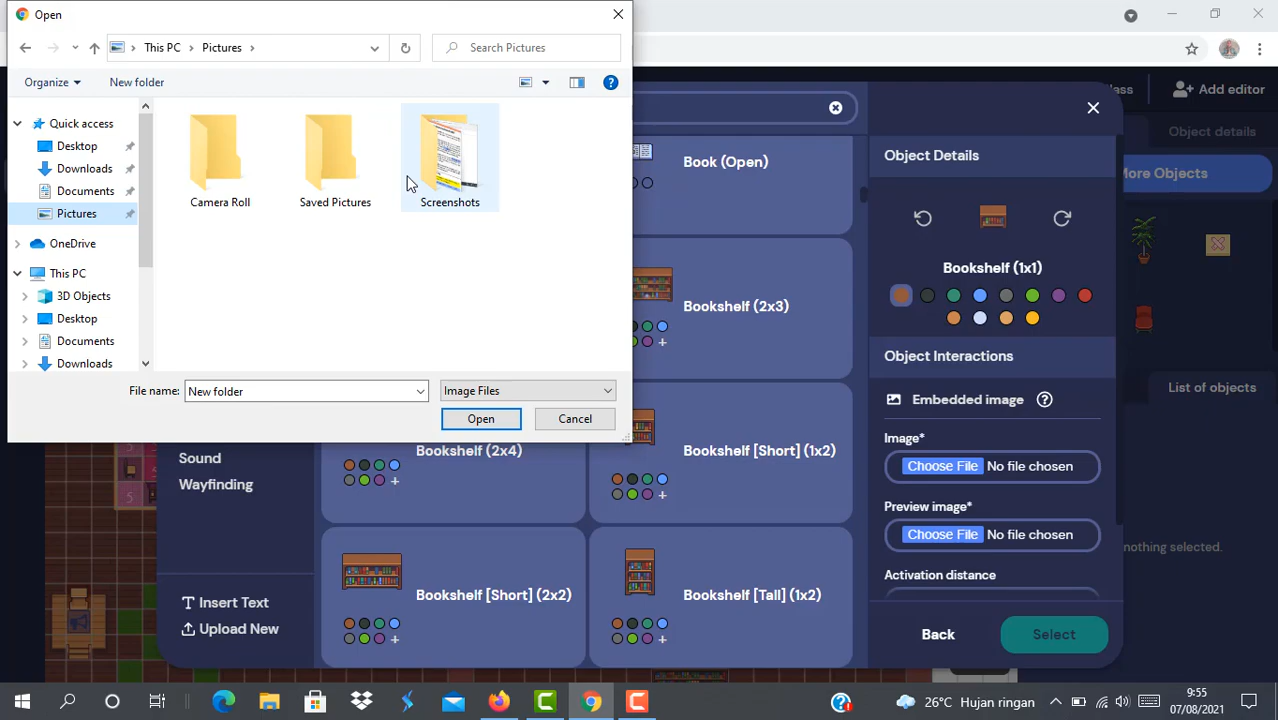 Open
This PC
Pictures
Search Pictures
Organize
New folder
Quick access
Desktop
Downloads
Documents
Pictures
OneDrive
This PC
3D Objects
Desktop
Documents
Downloads
Camera Roll
Saved Pictures
Screenshots
File name:
New folder
Image Files
Open
Cancel
Add editor
Object details
More Objects
List of objects
nothing selected.
Sound
Wayfinding
Insert Text
Upload New
Book (Open)
Bookshelf (2x3)
Bookshelf (2x4)
Bookshelf [Short] (1x2)
Bookshelf [Short] (2x2)
Bookshelf [Tall] (1x2)
Object Details
Bookshelf (1x1)
Object Interactions
Embedded image
Image*
Choose File No file chosen
Preview image*
Choose File No file chosen
Activation distance
Back
Select
26°C Hujan ringan
9:55
07/08/2021